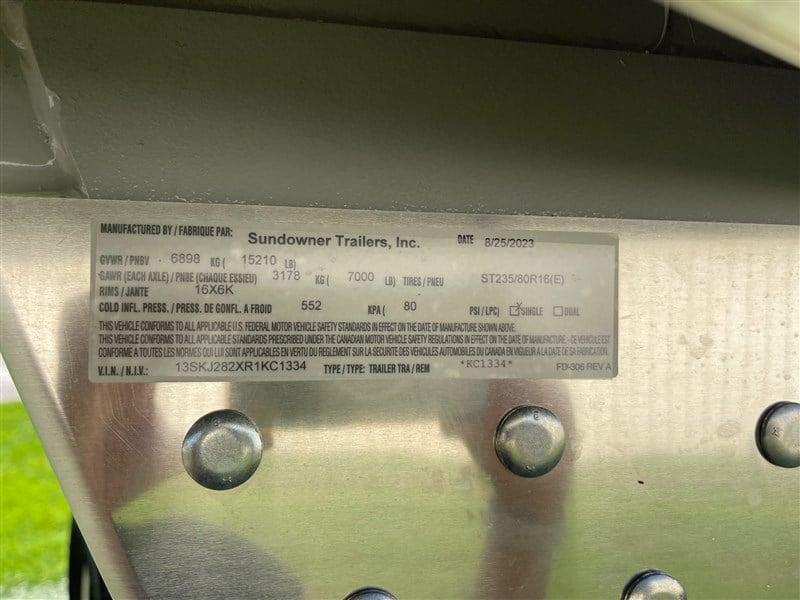 MANUFACTURED BY / FABRIQUE PAR: Sundowner Trailers, Inc. DATE 8/25/2023
GVWR / PNBV 6898 KG ( 15210 LB)
GAWR (EACH AXLE) / PNBE (CHAQUE ESSIEU) 3178 KG ( 7000 LB) TIRES / PNEU ST235/80R16(E)
RIMS / JANTE 16X6K
COLD INFL. PRESS. / PRESS. DE GONFL. A FROID 552 KPA ( 80 PSI / LPC) X SINGLE DUAL
THIS VEHICLE CONFORMS TO ALL APPLICABLE U.S. FEDERAL MOTOR VEHICLE SAFETY STANDARDS IN EFFECT ON THE DATE OF MANUFACTURE SHOWN ABOVE.
THIS VEHICLE CONFORMS TO ALL APPLICABLE STANDARDS PRESCRIBED UNDER THE CANADIAN MOTOR VEHICLE SAFETY REGULATIONS IN EFFECT ON THE DATE OF MANUFACTURE - CE VEHICULE EST
CONFORME A TOUTES LES NORMES QUI LUI SONT APPLICABLES EN VERTU DU REGLEMENT SUR LA SECURITE DES VEHICULES AUTOMOBILES DU CANADA EN VIGUEUR A LA DATE DE SA FABRICATION.
V.I.N. / N.I.V.: 13SKJ282XR1KC1334 TYPE / TYPE: TRAILER TRA / REM *KC1334* FD-306 REV A